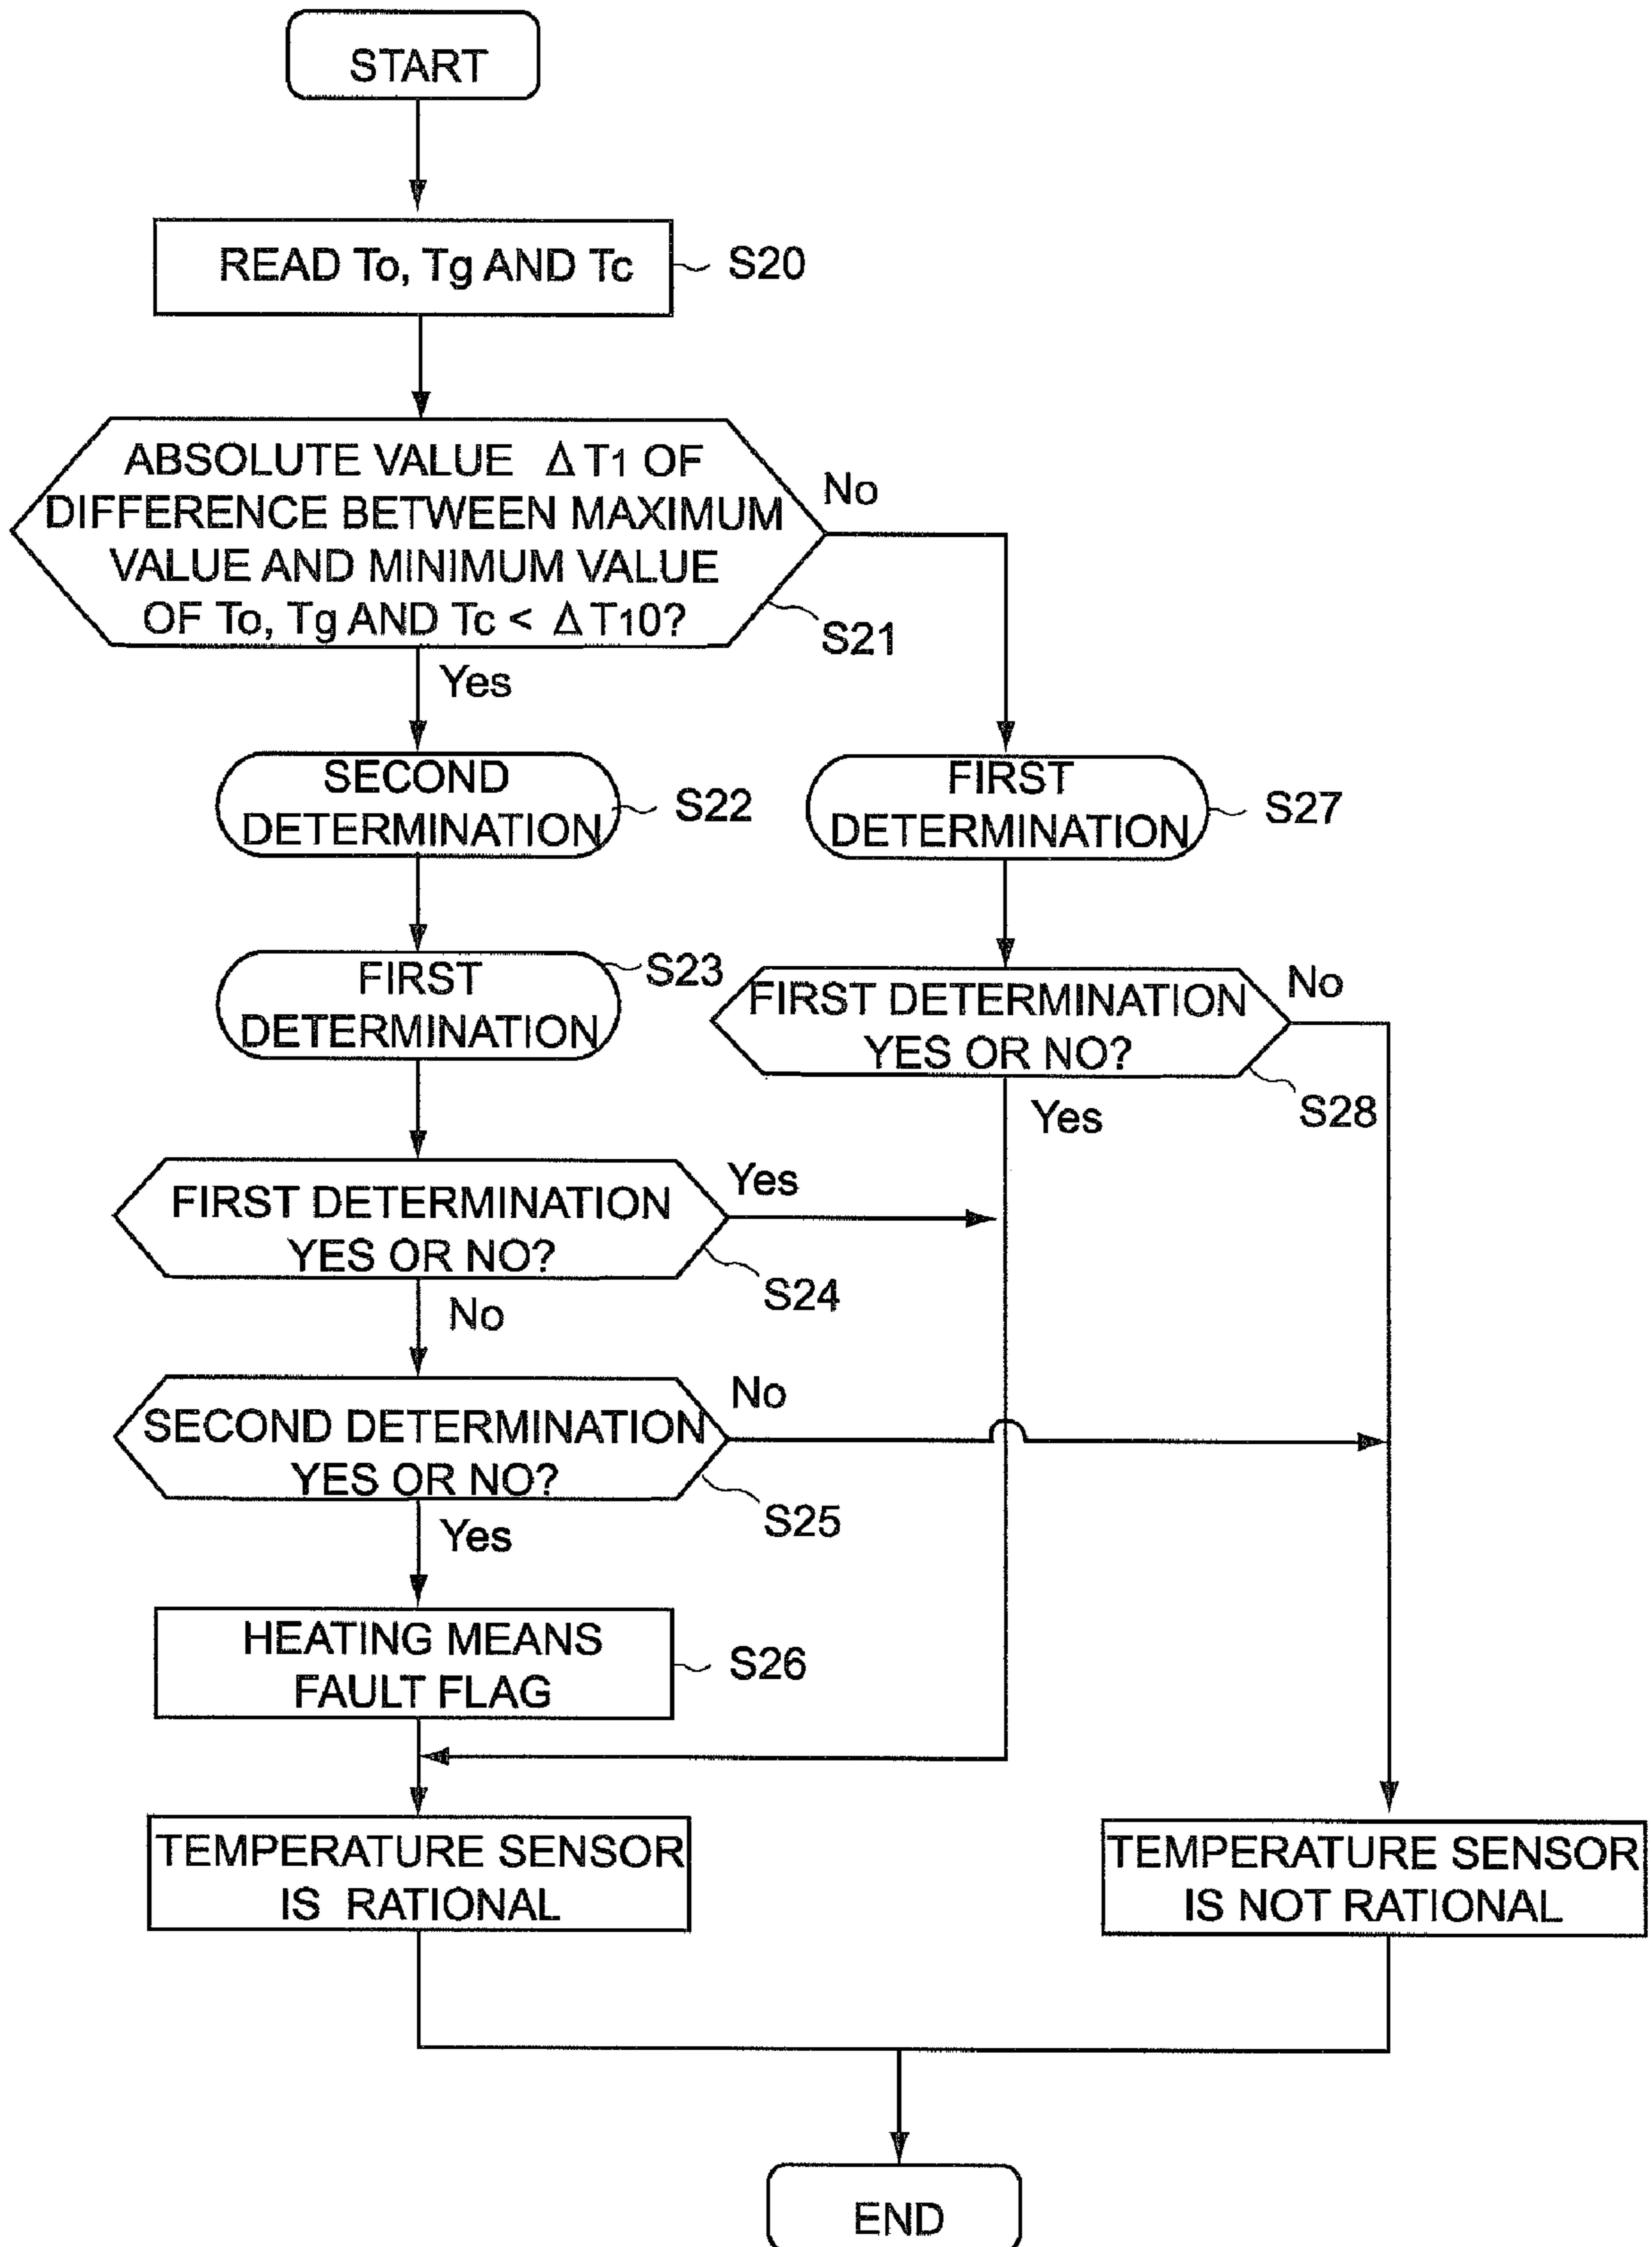 START
READ To, Tg AND Tc
S20
ABSOLUTE VALUE ΔT1 OF
DIFFERENCE BETWEEN MAXIMUM
VALUE AND MINIMUM VALUE
OF To, Tg AND Tc < ΔT10?
No
S21
Yes
SECOND
DETERMINATION
S22
FIRST
DETERMINATION
S27
FIRST
DETERMINATION
S23
FIRST DETERMINATION
YES OR NO?
No
S28
Yes
FIRST DETERMINATION
YES OR NO?
Yes
S24
No
SECOND DETERMINATION
YES OR NO?
No
S25
Yes
HEATING MEANS
FAULT FLAG
S26
TEMPERATURE SENSOR
IS RATIONAL
TEMPERATURE SENSOR
IS NOT RATIONAL
END